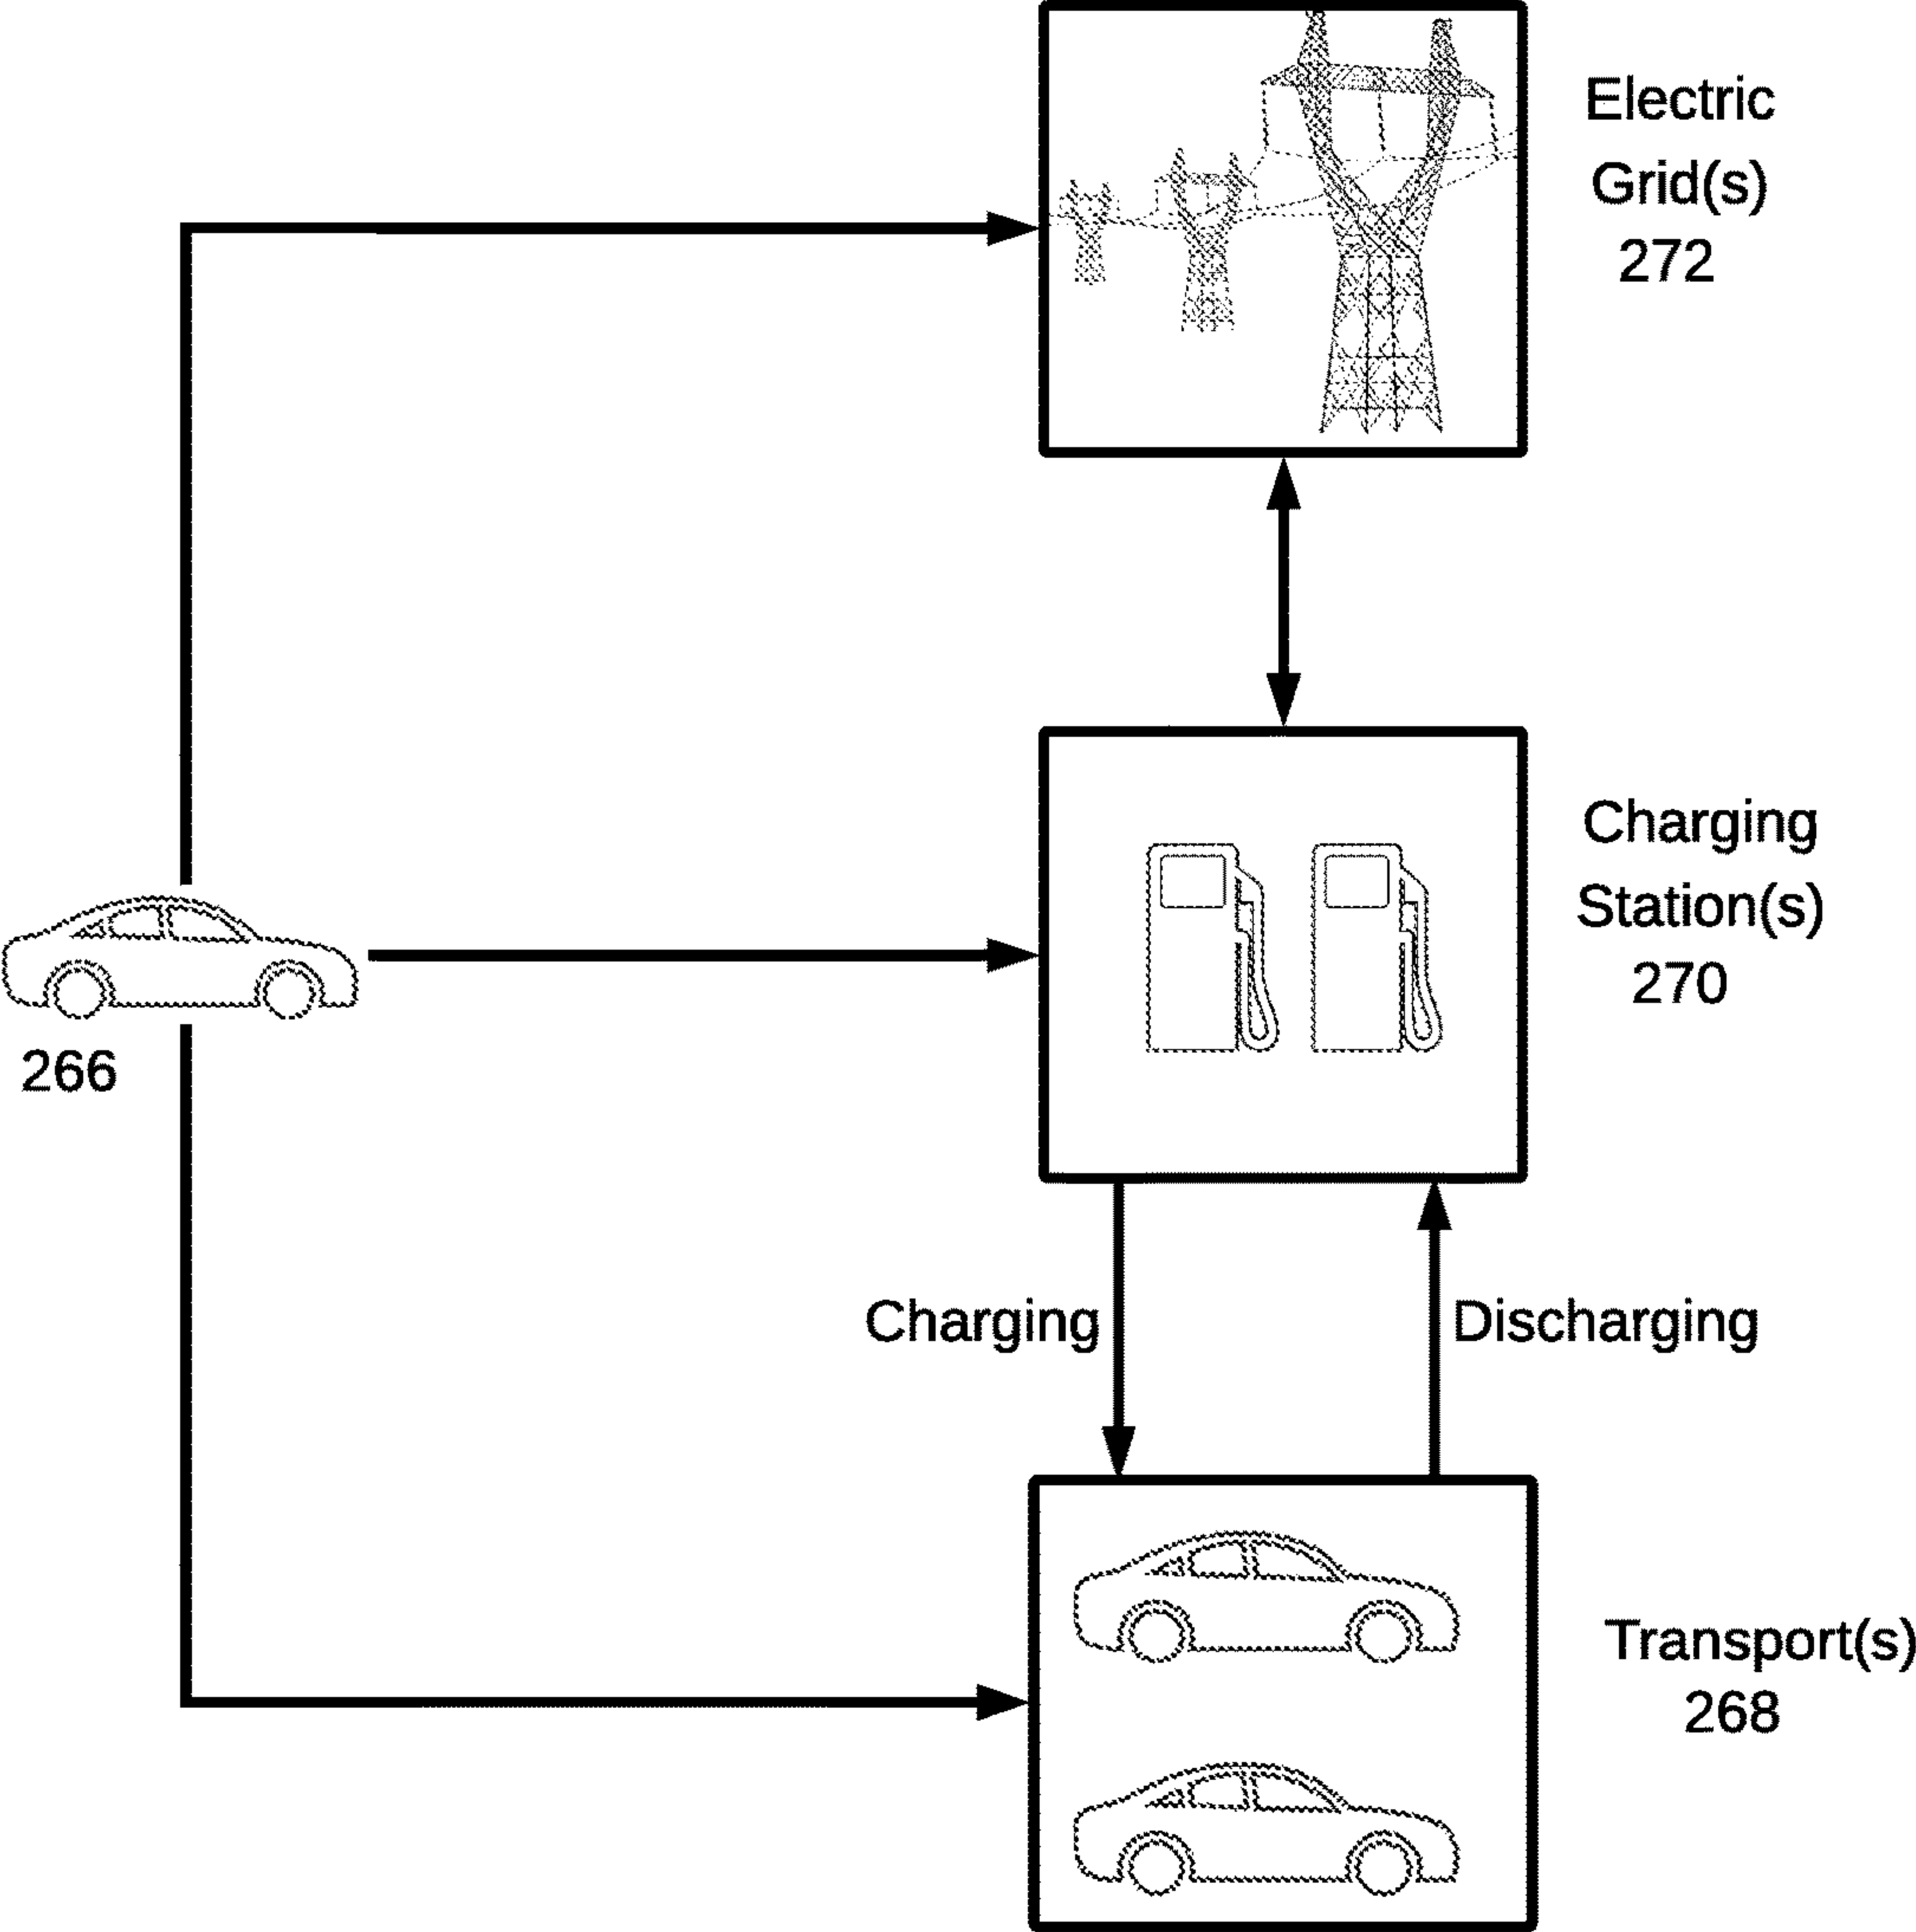 Electric
Grid(s)
272
Charging
Station(s)
270
266
Charging
Discharging
Transport(s)
268